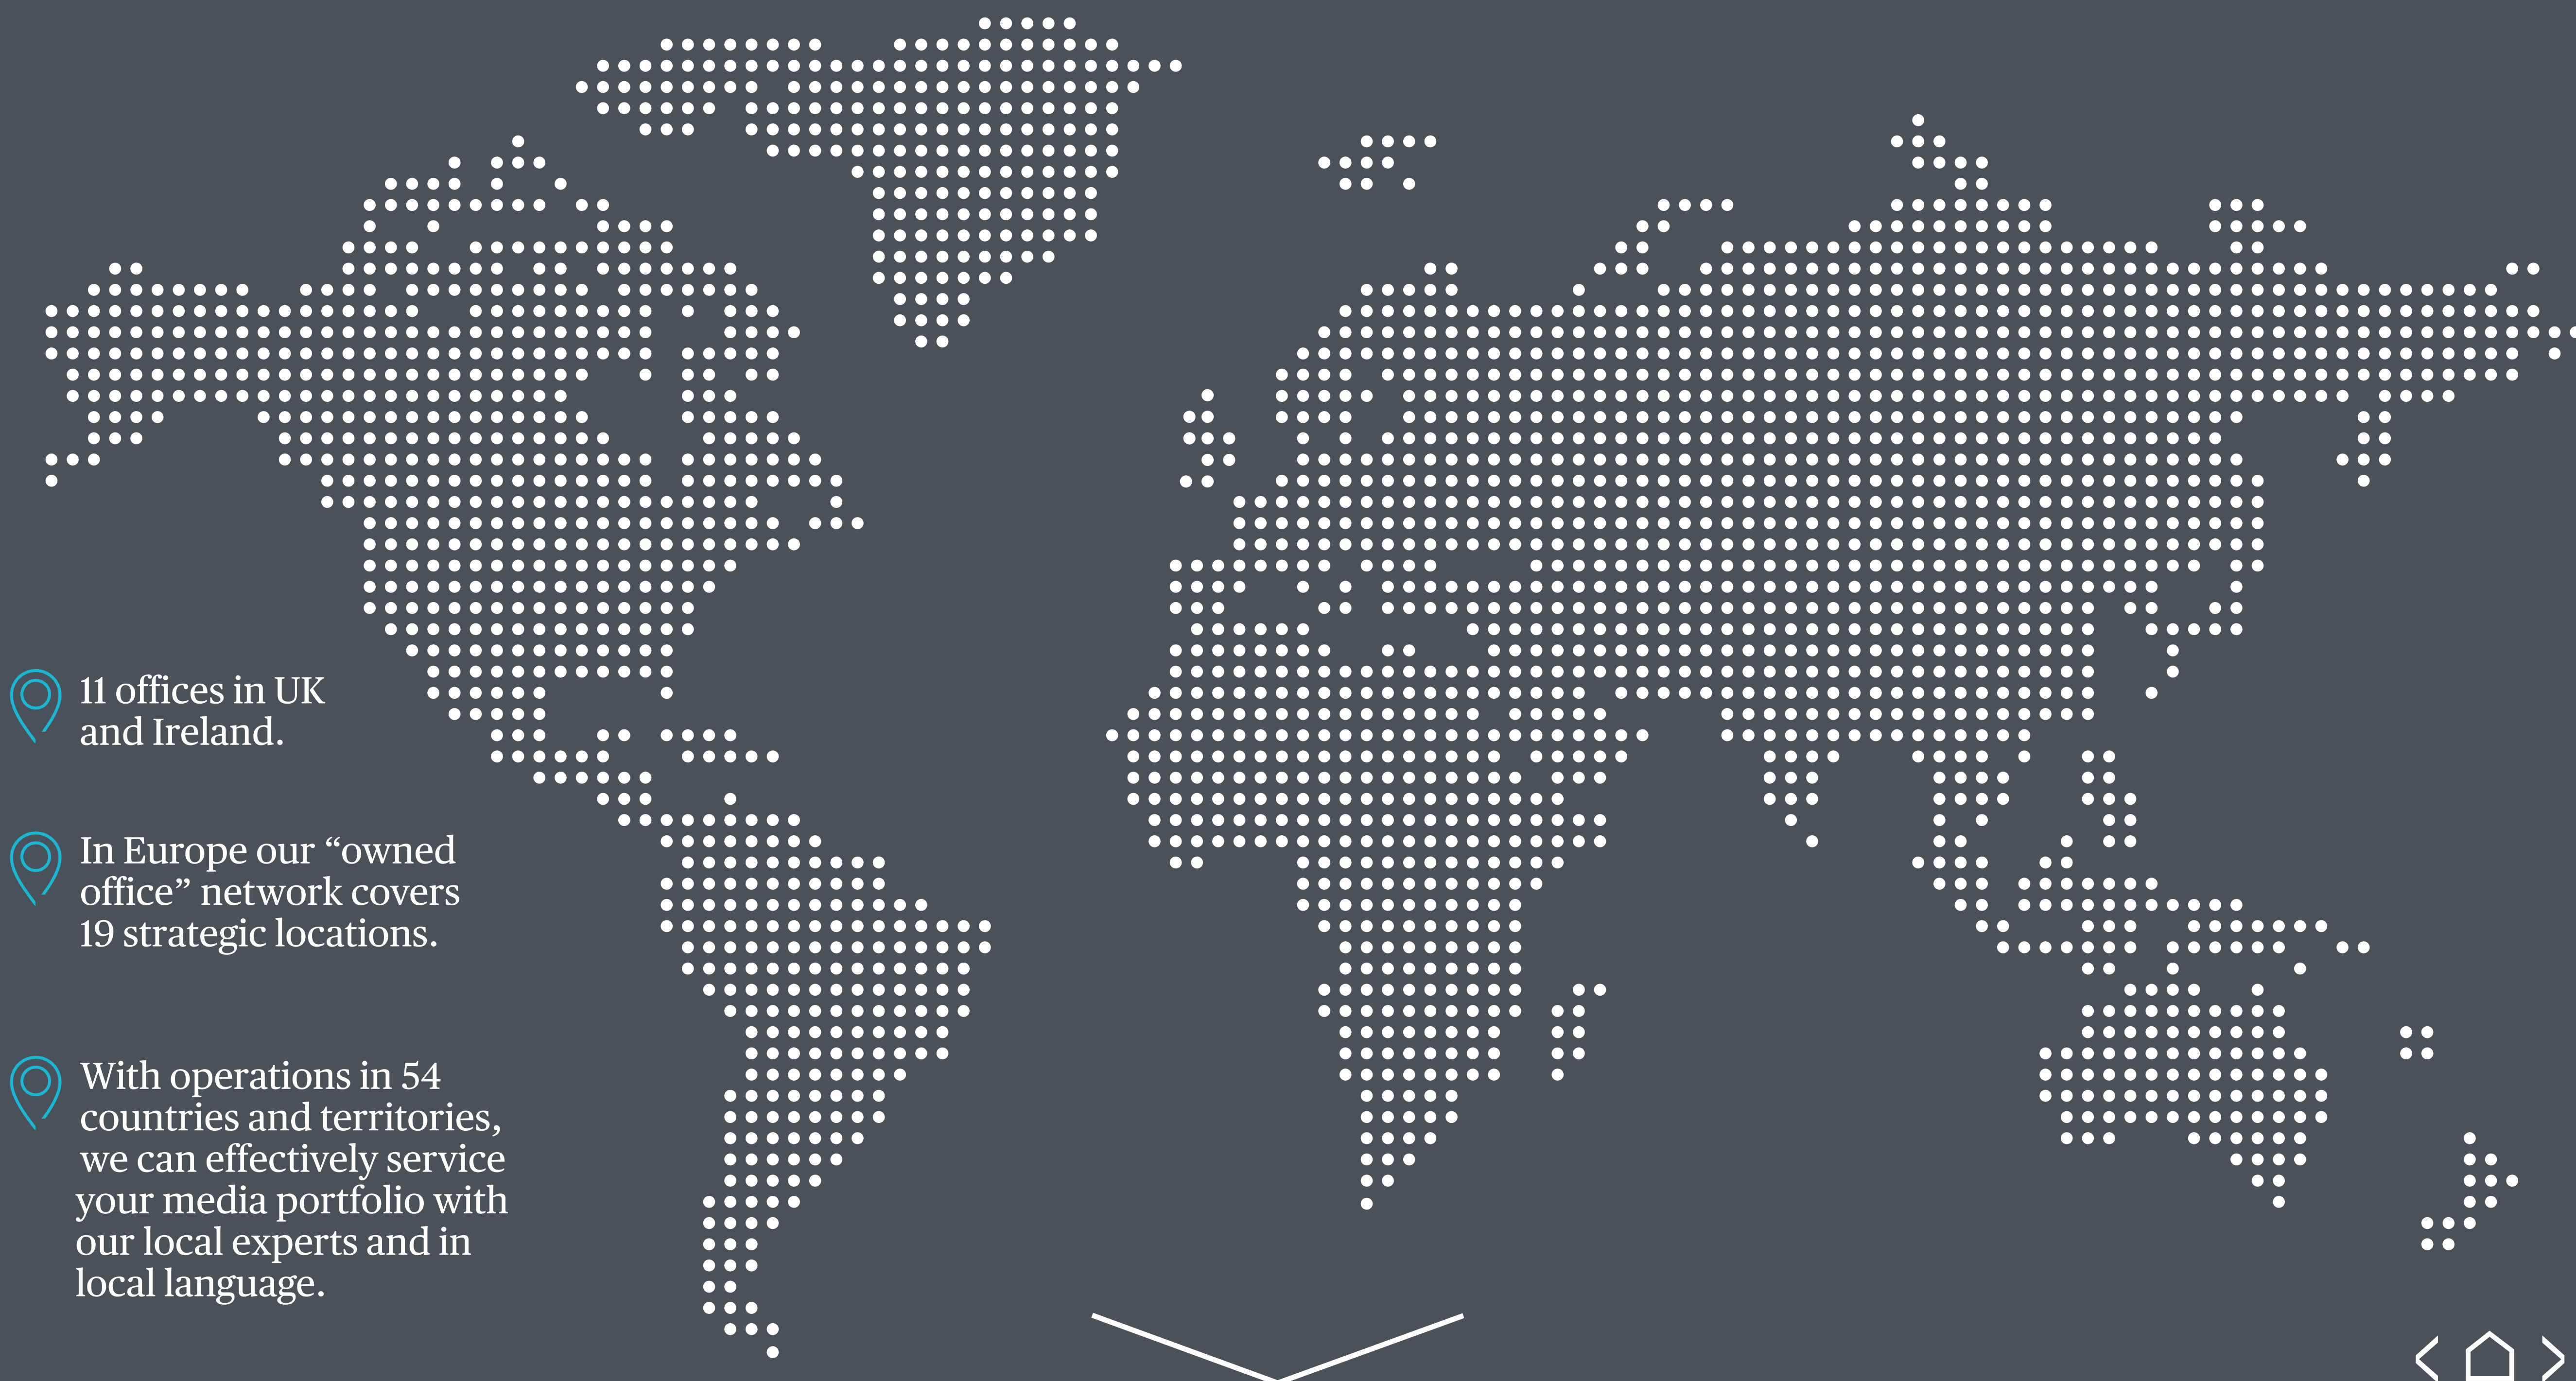 11 offices in UK
and Ireland.
In Europe our “owned
office” network covers
19 strategic locations.
With operations in 54
countries and territories,
we can effectively service
your media portfolio with
our local experts and in
local language.